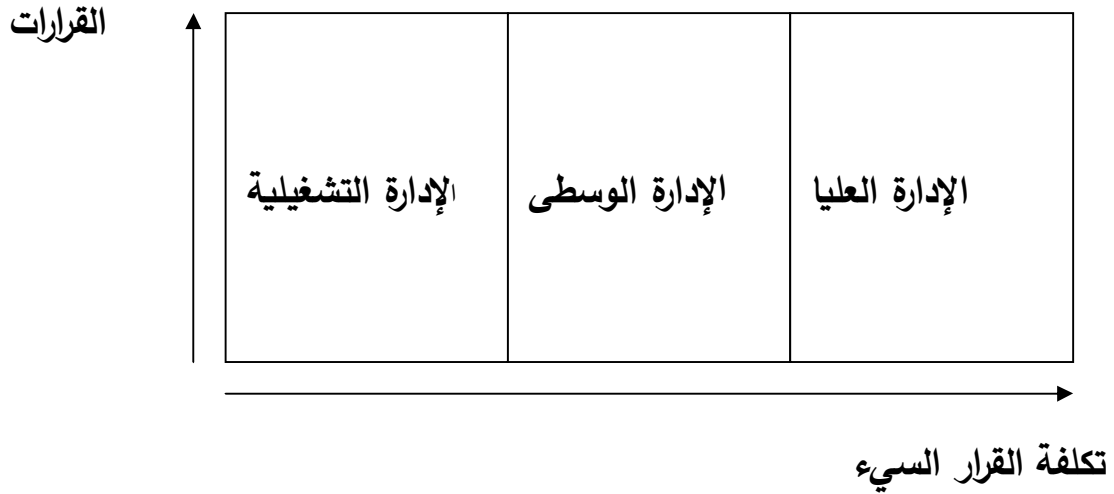 القرارات
الإدارة العليا
الإدارة الوسطى
الإدارة التشغيلية
تكلفة القرار السيء